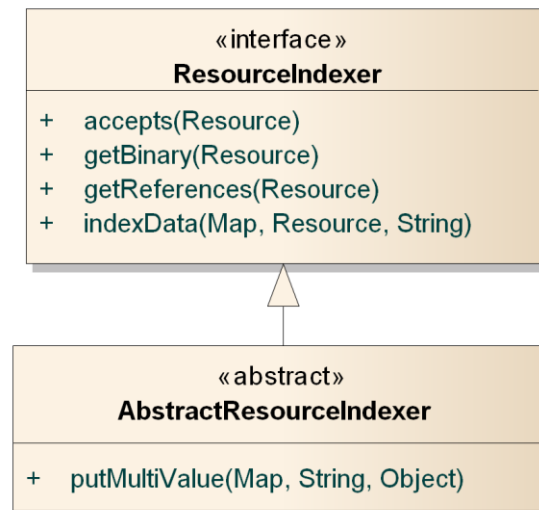 «interface»
ResourceIndexer
+ accepts(Resource)
+ getBinary(Resource)
+ getReferences(Resource)
+ indexData(Map, Resource, String)
«abstract»
AbstractResourceIndexer
+ putMultiValue(Map, String, Object)